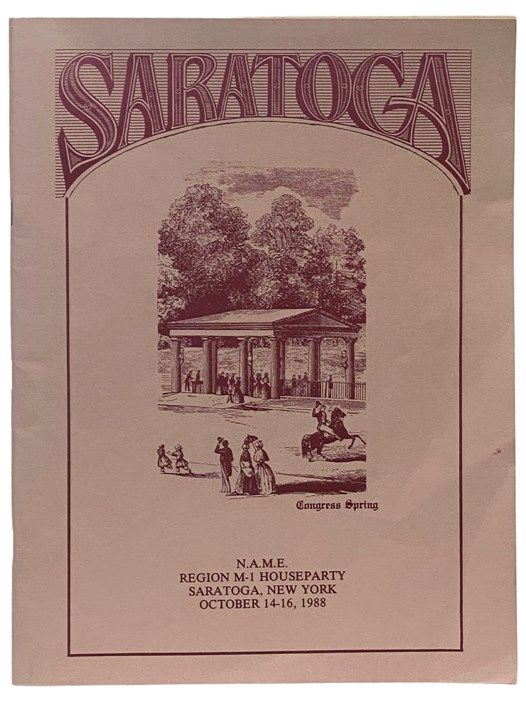 SARATOGA
Congress Spring
N.A.M.E.
REGION M-1 HOUSEPARTY
SARATOGA, NEW YORK
OCTOBER 14-16, 1988